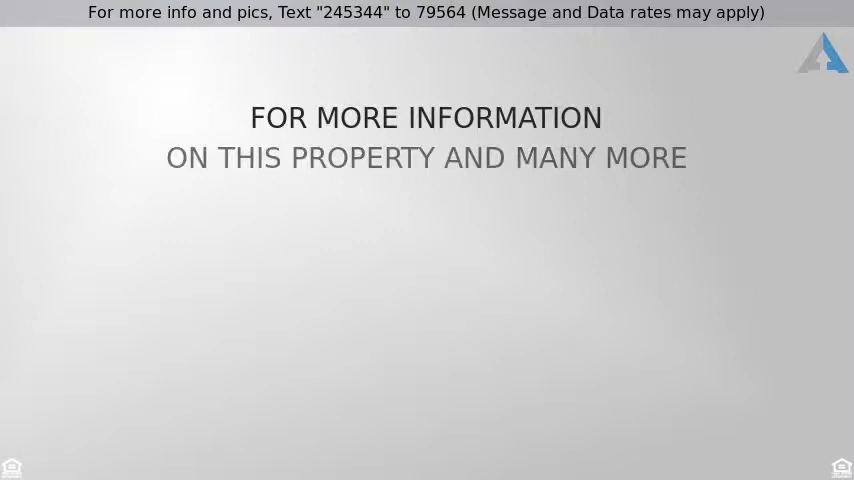 For more info and pics, Text "245344" to 79564 (Message and Data rates may apply)
FOR MORE INFORMATION
ON THIS PROPERTY AND MANY MORE